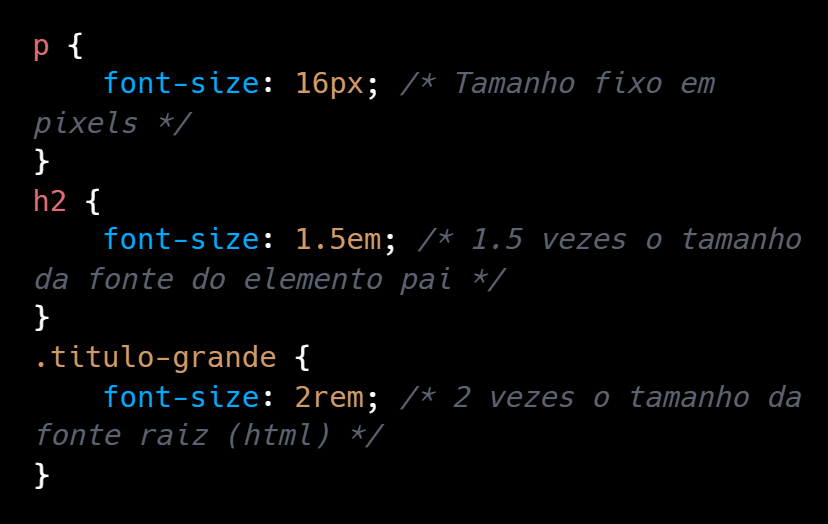 p {
    font-size: 16px; /* Tamanho fixo em
pixels */
}
h2 {
    font-size: 1.5em; /* 1.5 vezes o tamanho
da fonte do elemento pai */
}
.titulo-grande {
    font-size: 2rem; /* 2 vezes o tamanho da
fonte raiz (html) */
}